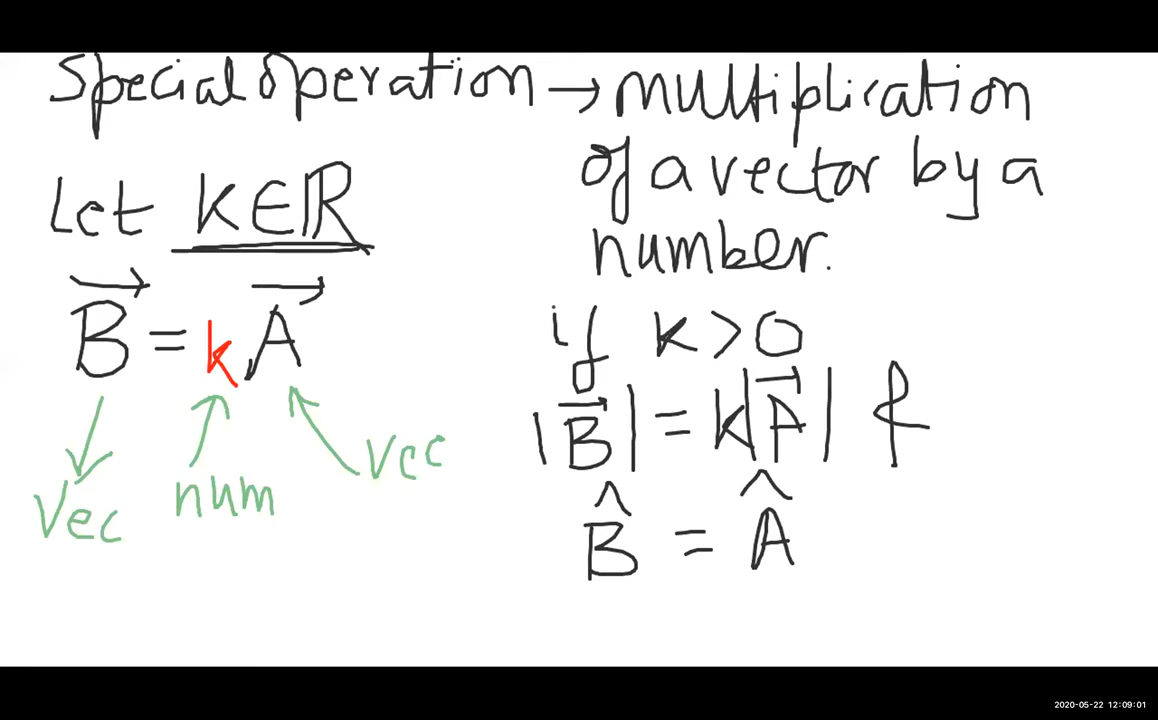 Special operation → multiplication
of a vector by a
number.
Let K∈ℝ
B⃗ = k A⃗
Vec
num
Vec
if K > 0
|B⃗| = k|A⃗| &
B̂ = Â
2020-05-22 12:09:01